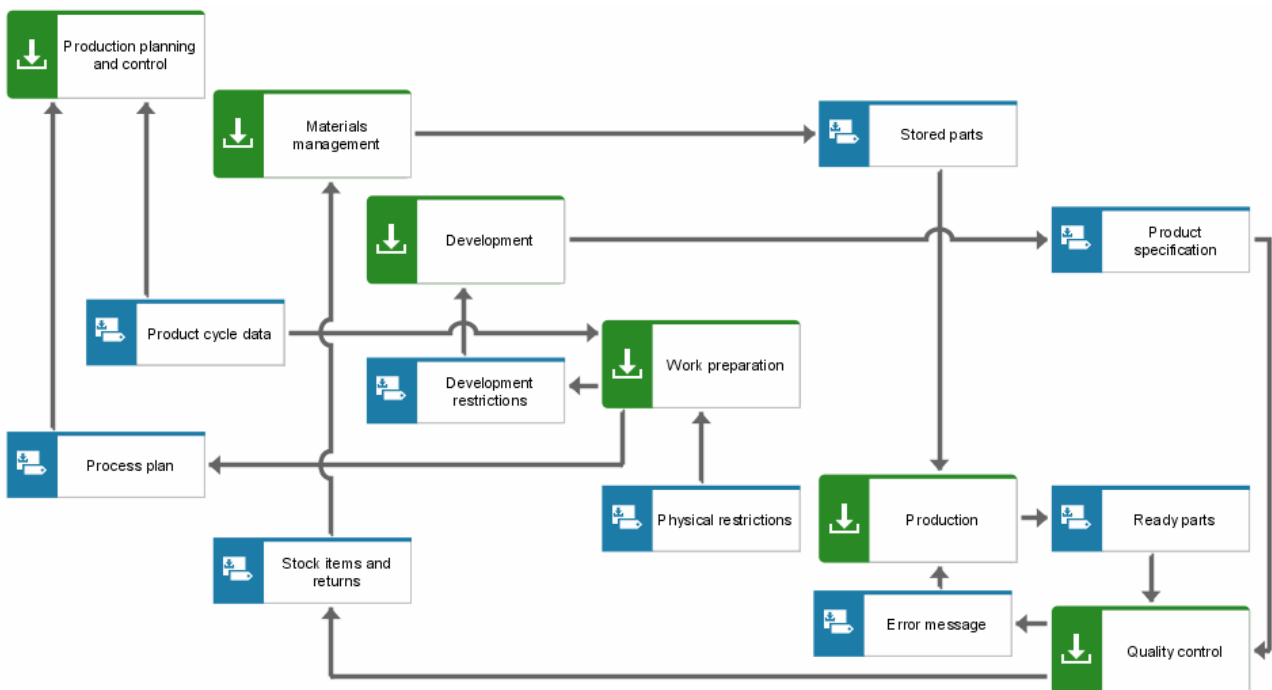 Production planning
and control
Materials
management
Stored parts
Development
Product
specification
Product cycle data
Work preparation
Development
restrictions
Process plan
Physical restrictions
Production
Ready parts
Stock items and
returns
Error message
Quality control